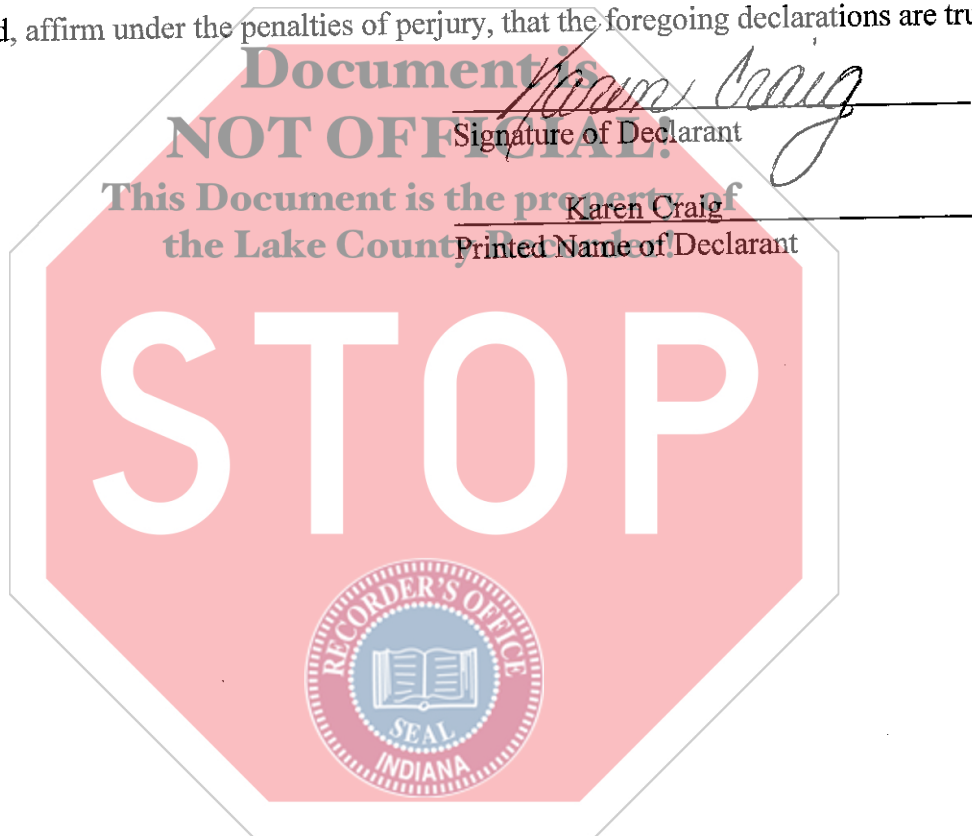 d, affirm under the penalties of perjury, that the foregoing declarations are tru
Document is
NOT OFFICIAL!
Karen Craig
Signature of Declarant
This Document is the property of
Karen Craig
the Lake County Recorder!
Printed Name of Declarant
STOP
RECORDER'S OFFICE
SEAL
INDIANA